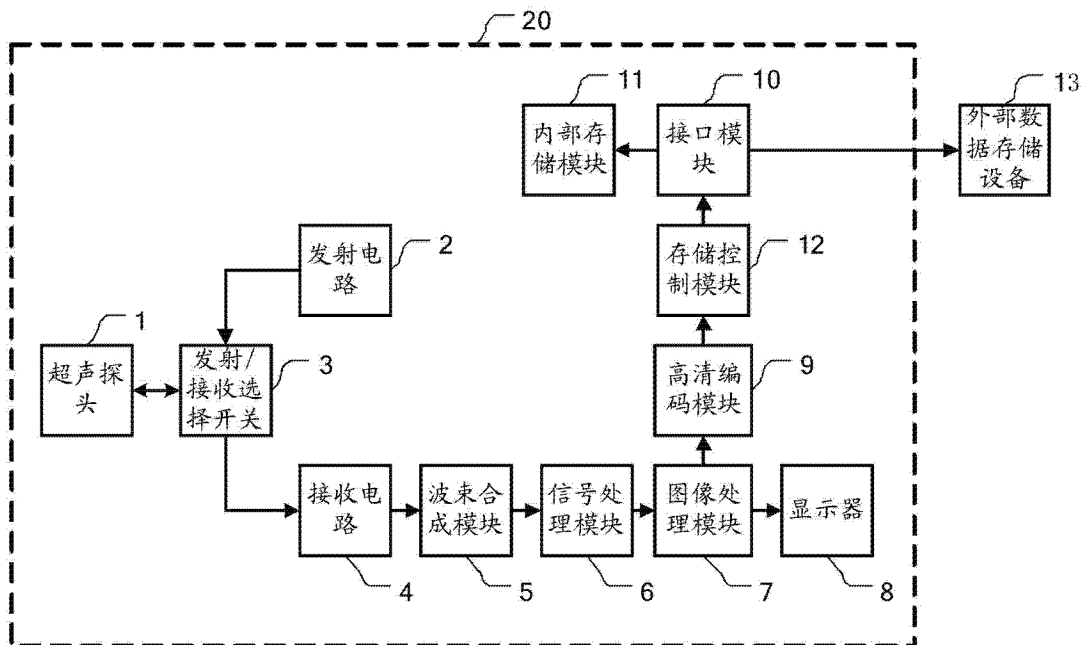 20
11
10
13
内部存
储模块
接口模
块
外部数
据存储
设备
2
发射电
路
12
存储控
制模块
1
超声探
头
3
发射/
接收选
择开关
9
高清编
码模块
接收电
路
波束合
成模块
信号处
理模块
图像处
理模块
显示器
4
5
6
7
8